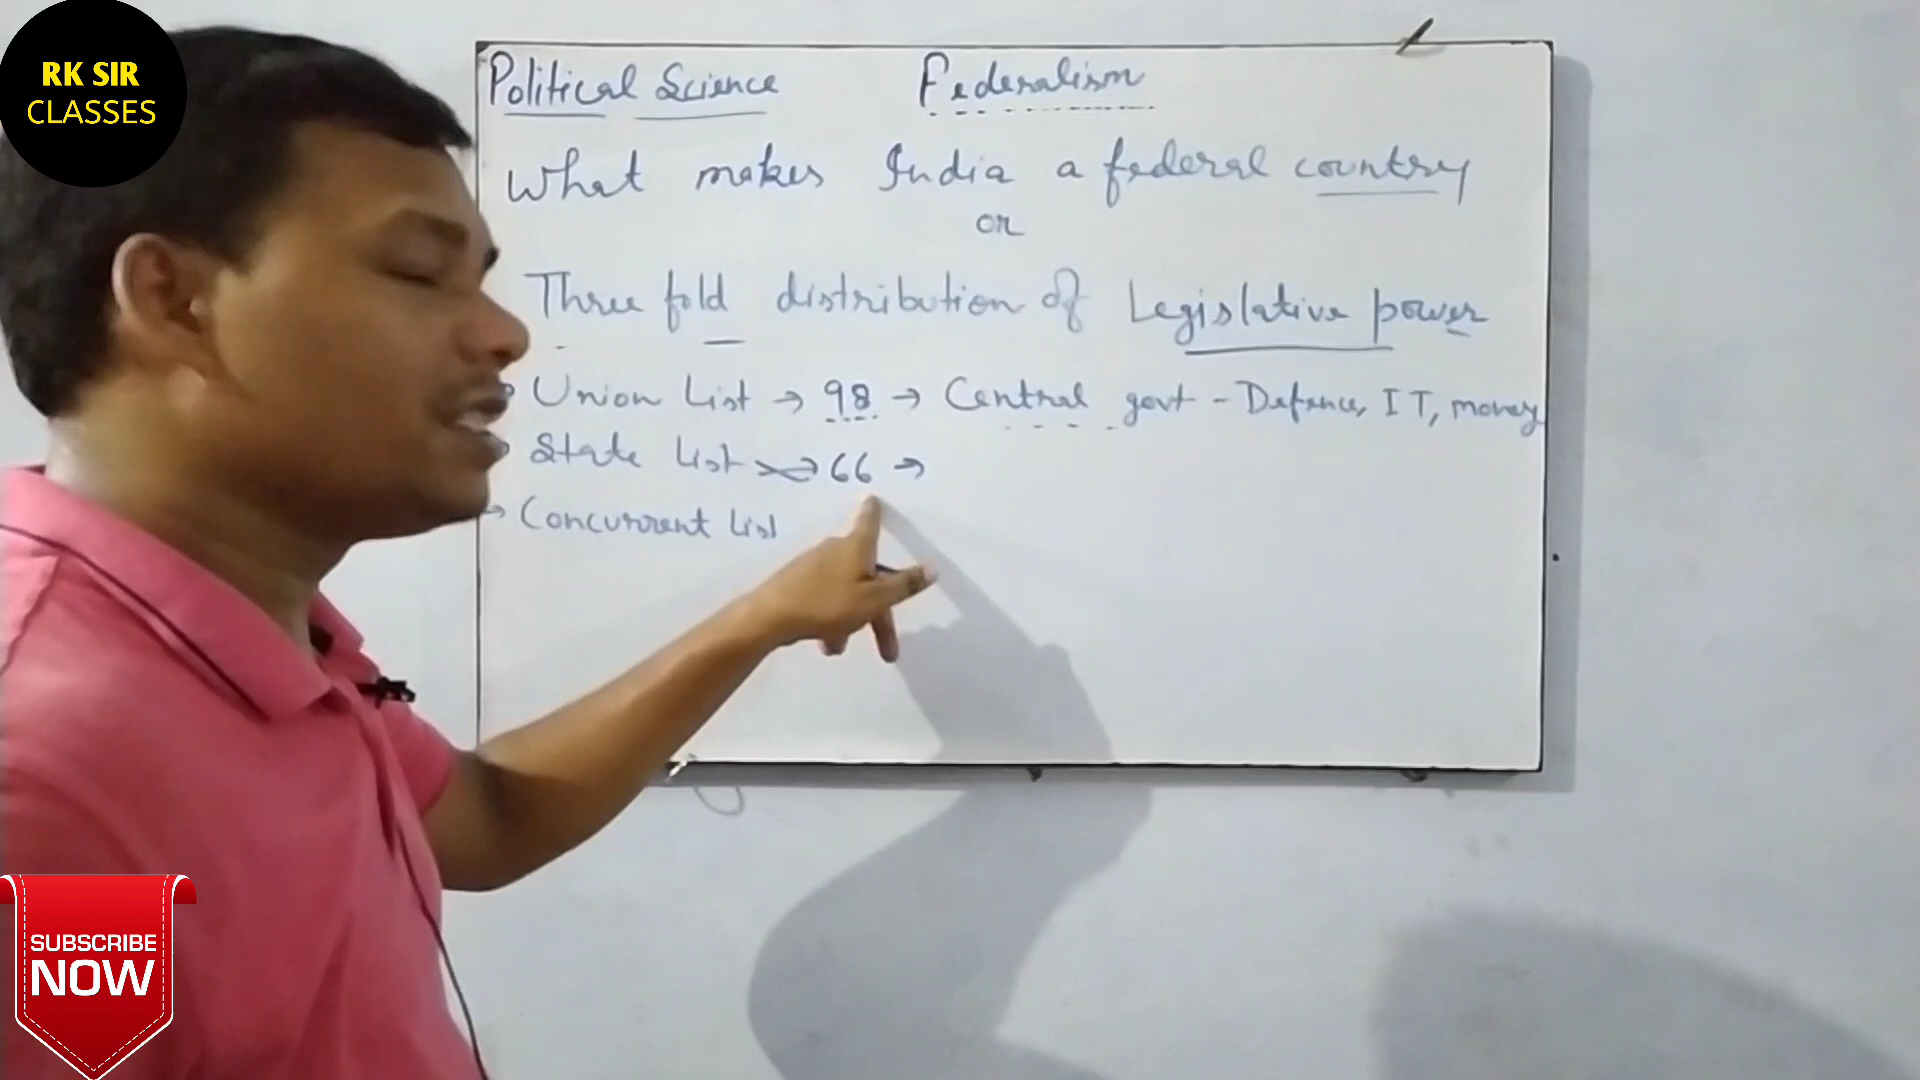 RK SIR
CLASSES
Political Science Federalism
What makes India a federal country
or
Three fold distribution of Legislative power
Union List → 98 → Central govt - Defence, IT, money
State List → 66 →
→ Concurrent List
SUBSCRIBE
NOW